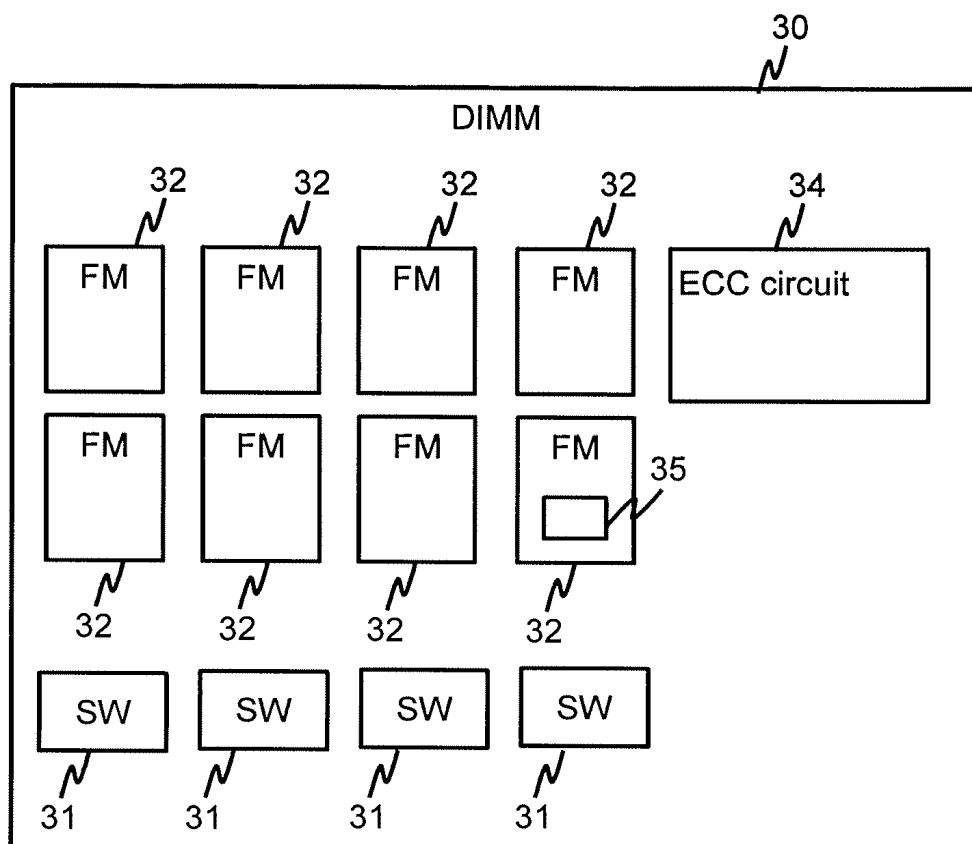 30
DIMM
32 32 32 32 34
FM FM FM FM ECC circuit
FM FM FM FM
35
32 32 32 32
SW SW SW SW
31 31 31 31